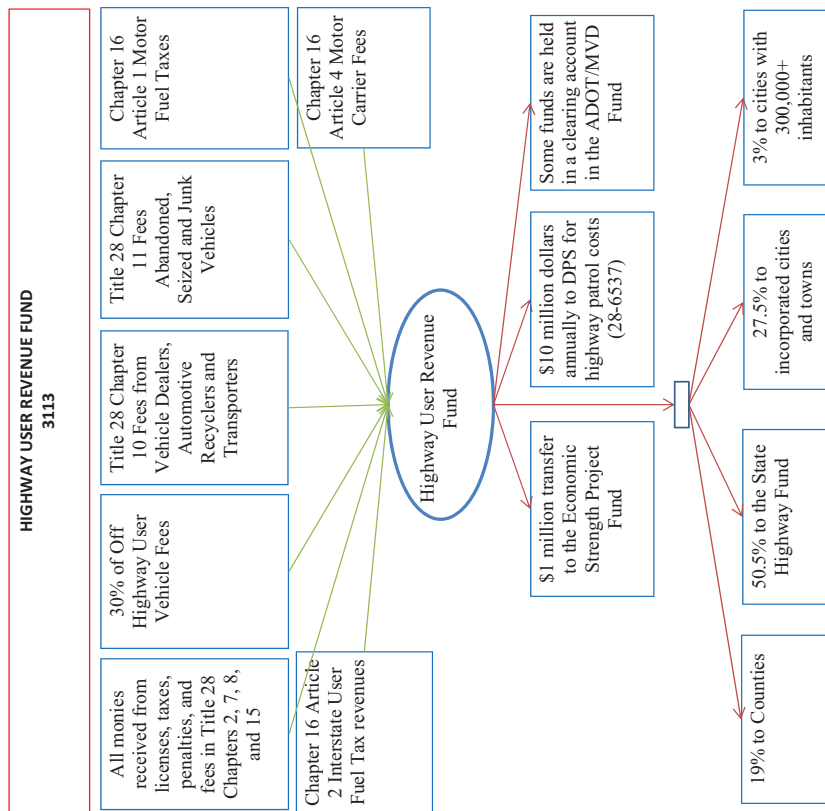 HIGHWAY USER REVENUE FUND
3113
All monies
received from
licenses, taxes,
penalties, and
fees in Title 28
Chapters 2, 7, 8,
and 15
30% of Off
Highway User
Vehicle Fees
Title 28 Chapter
10 Fees from
Vehicle Dealers,
Automotive
Recyclers and
Transporters
Title 28 Chapter
11 Fees
Abandoned,
Seized and Junk
Vehicles
Chapter 16
Article 1 Motor
Fuel Taxes
Chapter 16 Article
2 Interstate User
Fuel Tax revenues
Chapter 16
Article 4 Motor
Carrier Fees
Highway User Revenue
Fund
$1 million transfer
to the Economic
Strength Project
Fund
$10 million dollars
annually to DPS for
highway patrol costs
(28-6537)
Some funds are held
in a clearing account
in the ADOT/MVD
Fund
19% to Counties
50.5% to the State
Highway Fund
27.5% to
incorporated cities
and towns
3% to cities with
300,000+
inhabitants